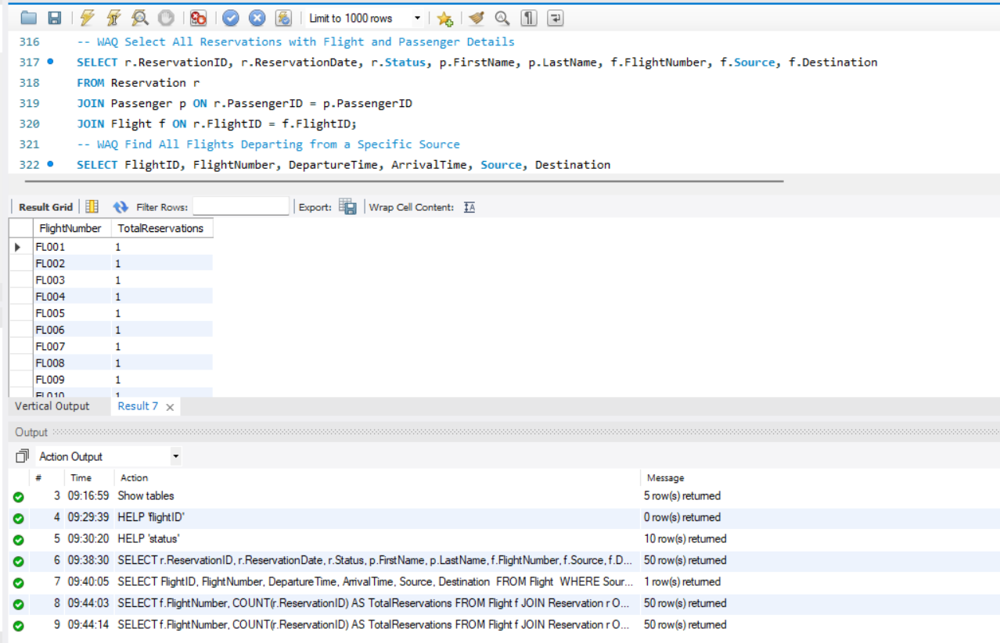 Limit to 1000 rows
316 -- WAQ Select All Reservations with Flight and Passenger Details
317 SELECT r.ReservationID, r.ReservationDate, r.Status, p.FirstName, p.LastName, f.FlightNumber, f.Source, f.Destination
318 FROM Reservation r
319 JOIN Passenger p ON r.PassengerID = p.PassengerID
320 JOIN Flight f ON r.FlightID = f.FlightID;
321 -- WAQ Find All Flights Departing from a Specific Source
322 SELECT FlightID, FlightNumber, DepartureTime, ArrivalTime, Source, Destination
Result Grid Filter Rows: Export: Wrap Cell Content:
FlightNumber TotalReservations
FL001 1
FL002 1
FL003 1
FL004 1
FL005 1
FL006 1
FL007 1
FL008 1
FL009 1
FL010 1
Vertical Output Result 7
Output
Action Output
# Time Action Message
3 09:16:59 Show tables 5 row(s) returned
4 09:29:39 HELP 'flightID' 0 row(s) returned
5 09:30:20 HELP 'status' 10 row(s) returned
6 09:38:30 SELECT r.ReservationID, r.ReservationDate, r.Status, p.FirstName, p.LastName, f.FlightNumber, f.Source, f.D... 50 row(s) returned
7 09:40:05 SELECT FlightID, FlightNumber, DepartureTime, ArrivalTime, Source, Destination FROM Flight WHERE Sour... 1 row(s) returned
8 09:44:03 SELECT f.FlightNumber, COUNT(r.ReservationID) AS TotalReservations FROM Flight f JOIN Reservation r O... 50 row(s) returned
9 09:44:14 SELECT f.FlightNumber, COUNT(r.ReservationID) AS TotalReservations FROM Flight f JOIN Reservation r O... 50 row(s) returned